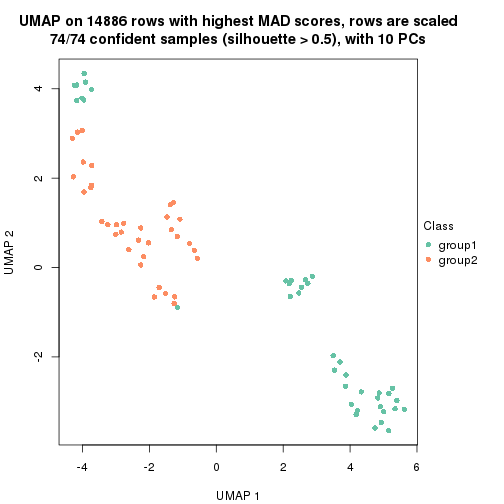 UMAP on 14886 rows with highest MAD scores, rows are scaled
74/74 confident samples (silhouette > 0.5), with 10 PCs
4
2
0
-2
UMAP 2
-4
-2
0
2
4
6
UMAP 1
Class
group1
group2